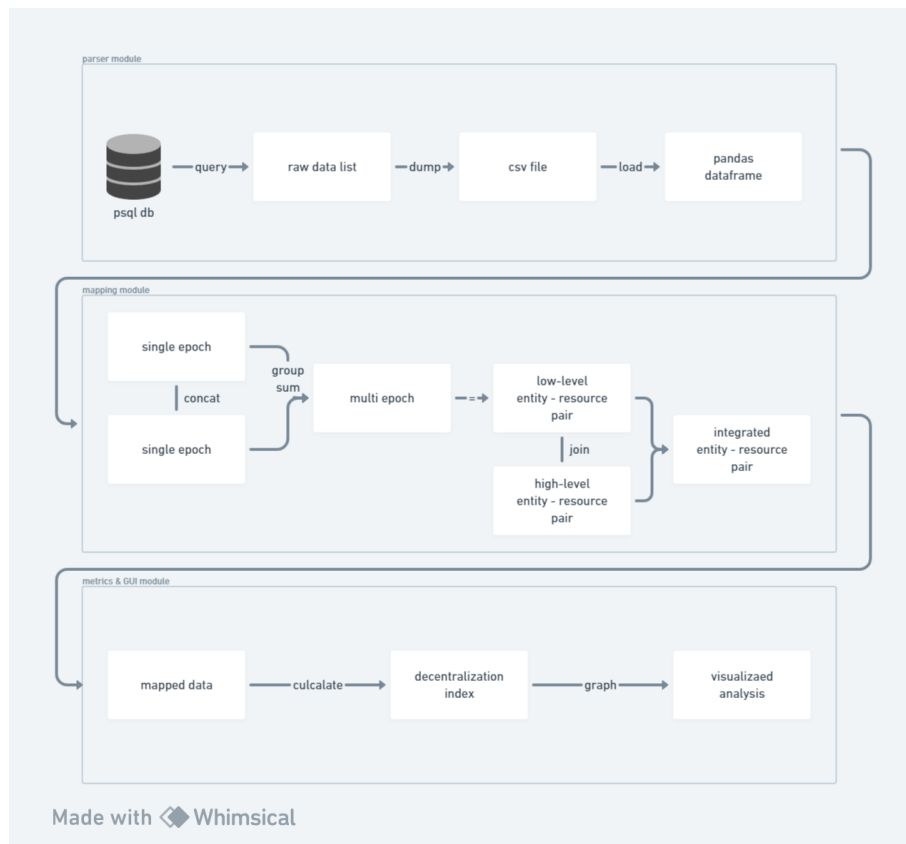 parser module
query
raw data list
dump
csv file
load
pandas
dataframe
psql db
mapping module
single epoch
concat
single epoch
group
sum
multi epoch
=
low-level
entity - resource
pair
join
high-level
entity - resource
pair
integrated
entity - resource
pair
metrics & GUI module
mapped data
culcalate
decentralization
index
graph
visualizaed
analysis
Made with Whimsical